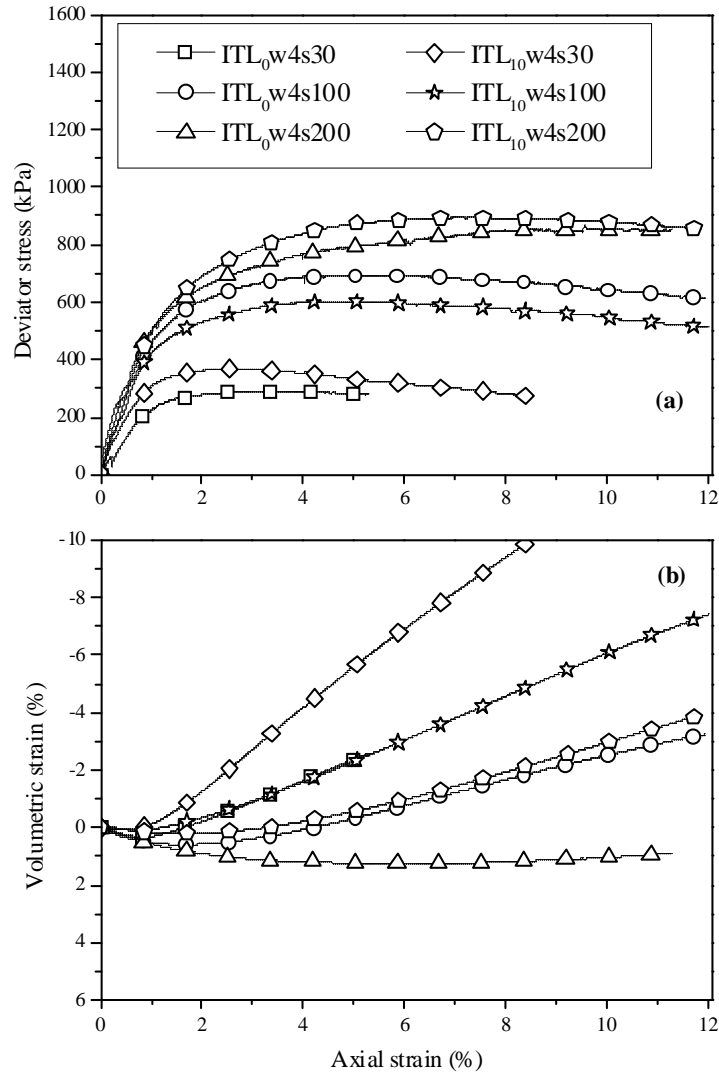 1600
1400
1200
1000
800
600
400
200
0
Deviator stress (kPa)
ITL₀w4s30
ITL₀w4s100
ITL₀w4s200
ITL₁₀w4s30
ITL₁₀w4s100
ITL₁₀w4s200
(a)
0 2 4 6 8 10 12
-10
-8
-6
-4
-2
0
2
4
6
Volumetric strain (%)
(b)
0 2 4 6 8 10 12
Axial strain (%)